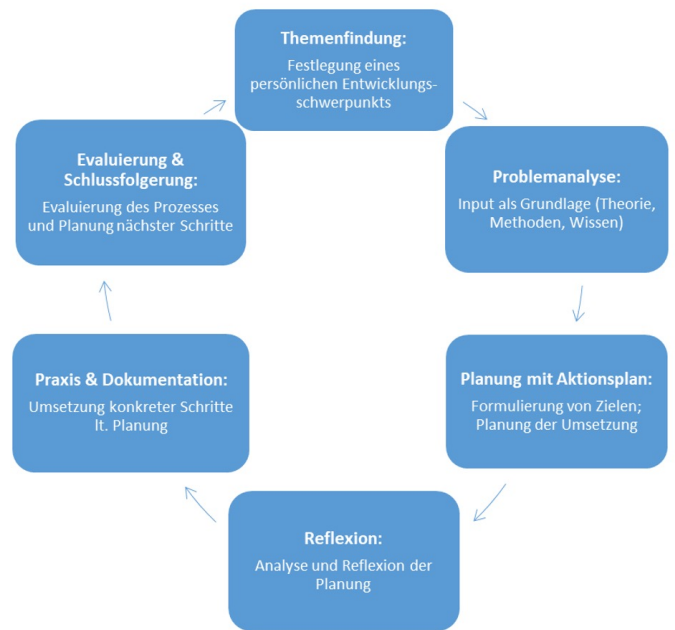 Themenfindung:
Festlegung eines
persönlichen Entwicklungs-
schwerpunkts
Problemanalyse:
Input als Grundlage (Theorie,
Methoden, Wissen)
Planung mit Aktionsplan:
Formulierung von Zielen;
Planung der Umsetzung
Reflexion:
Analyse und Reflexion der
Planung
Praxis & Dokumentation:
Umsetzung konkreter Schritte
lt. Planung
Evaluierung &
Schlussfolgerung:
Evaluierung des Prozesses
und Planung nächster Schritte